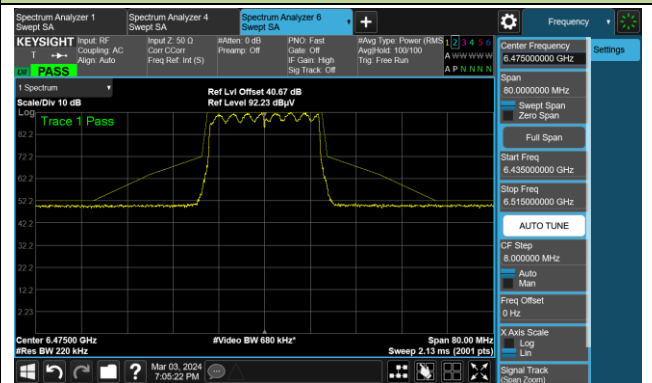 Spectrum Analyzer 1
Swept SA
Spectrum Analyzer 4
Swept SA
Spectrum Analyzer 6
Swept SA
Frequency
KEYSIGHT
Input: RF
Coupling: AC
Align: Auto
Input Z: 50 Ω
Corr CCorr
Freq Ref: Int (S)
#Atten: 0 dB
Preamp: Off
PNO: Fast
Gate: Off
IF Gain: High
Sig Track: Off
#Avg Type: Power (RMS
Avg|Hold: 100/100
Trig: Free Run
1 2 3 4 5 6
A W W W W W
A P N N N N
PASS
Center Frequency
6.475000000 GHz
Settings
Span
80.0000000 MHz
Swept Span
Zero Span
Full Span
Start Freq
6.435000000 GHz
Stop Freq
6.515000000 GHz
AUTO TUNE
CF Step
8.000000 MHz
Auto
Man
Freq Offset
0 Hz
X Axis Scale
Log
Lin
Signal Track
(Span Zoom)
1 Spectrum
Scale/Div 10 dB
Ref Lvl Offset 40.67 dB
Ref Level 92.23 dBµV
Log
Trace 1 Pass
82.2
72.2
62.2
52.2
42.2
32.2
22.2
12.2
2.23
Center 6.47500 GHz
#Res BW 220 kHz
#Video BW 680 kHz*
Span 80.00 MHz
Sweep 2.13 ms (2001 pts)
Mar 03, 2024
7:05:22 PM